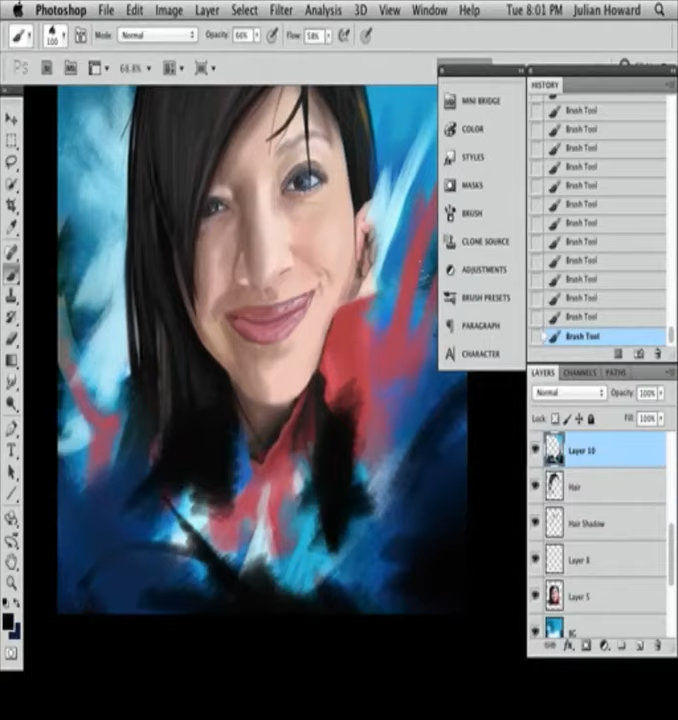 Photoshop File Edit Image Layer Select Filter Analysis 3D View Window Help Tue 8:01 PM Julian Howard
100 Mode: Normal Opacity: 66% Flow: 58%
Ps 66.8%
MINI BRIDGE
COLOR
STYLES
MASKS
BRUSH
CLONE SOURCE
ADJUSTMENTS
BRUSH PRESETS
PARAGRAPH
CHARACTER
HISTORY
Brush Tool
Brush Tool
Brush Tool
Brush Tool
Brush Tool
Brush Tool
Brush Tool
Brush Tool
Brush Tool
Brush Tool
Brush Tool
Brush Tool
Brush Tool
LAYERS CHANNELS PATHS
Normal Opacity: 100%
Lock: Fill: 100%
Layer 10
Hair
Hair Shadow
Layer 8
Layer 5
BG